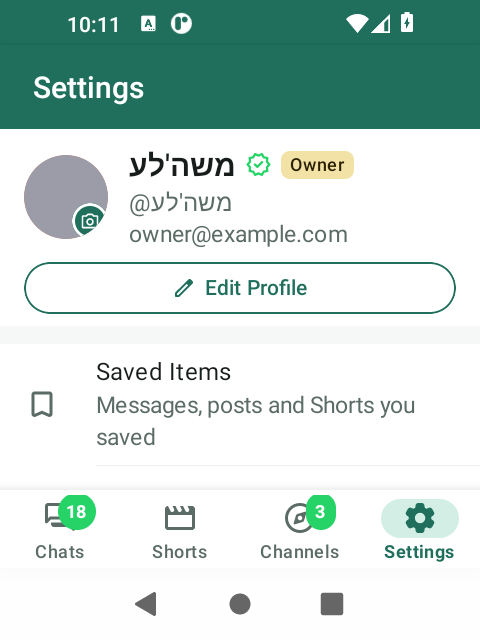 10:11
Settings
משה'לע
Owner
@משה'לע
owner@example.com
Edit Profile
Saved Items
Messages, posts and Shorts you
saved
18
3
Chats
Shorts
Channels
Settings